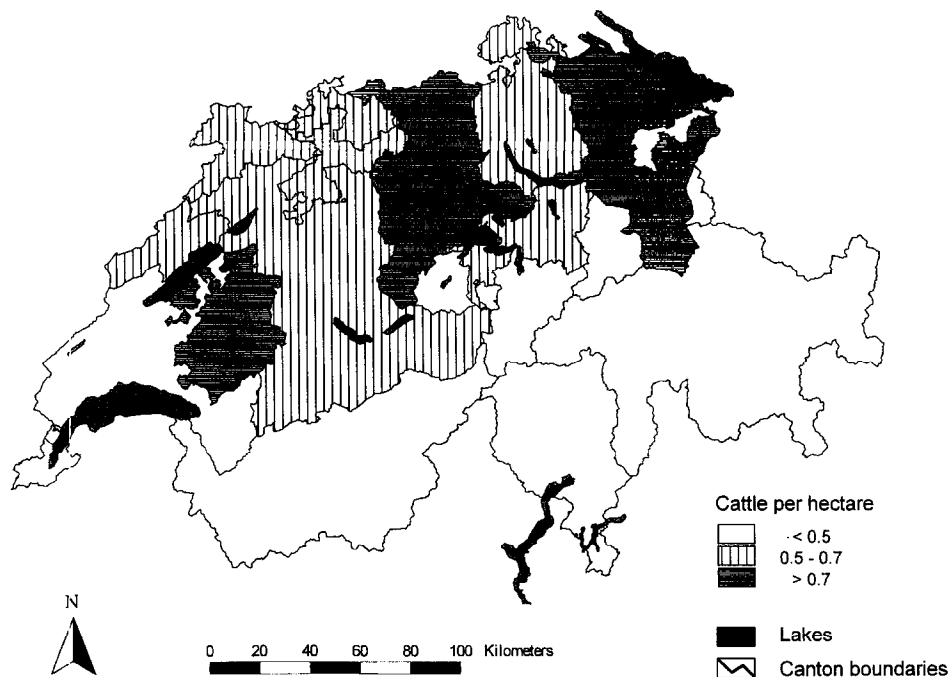 Cattle per hectare
< 0.5
0.5 - 0.7
> 0.7
N
Lakes
0 20 40 60 80 100 Kilometers
Canton boundaries